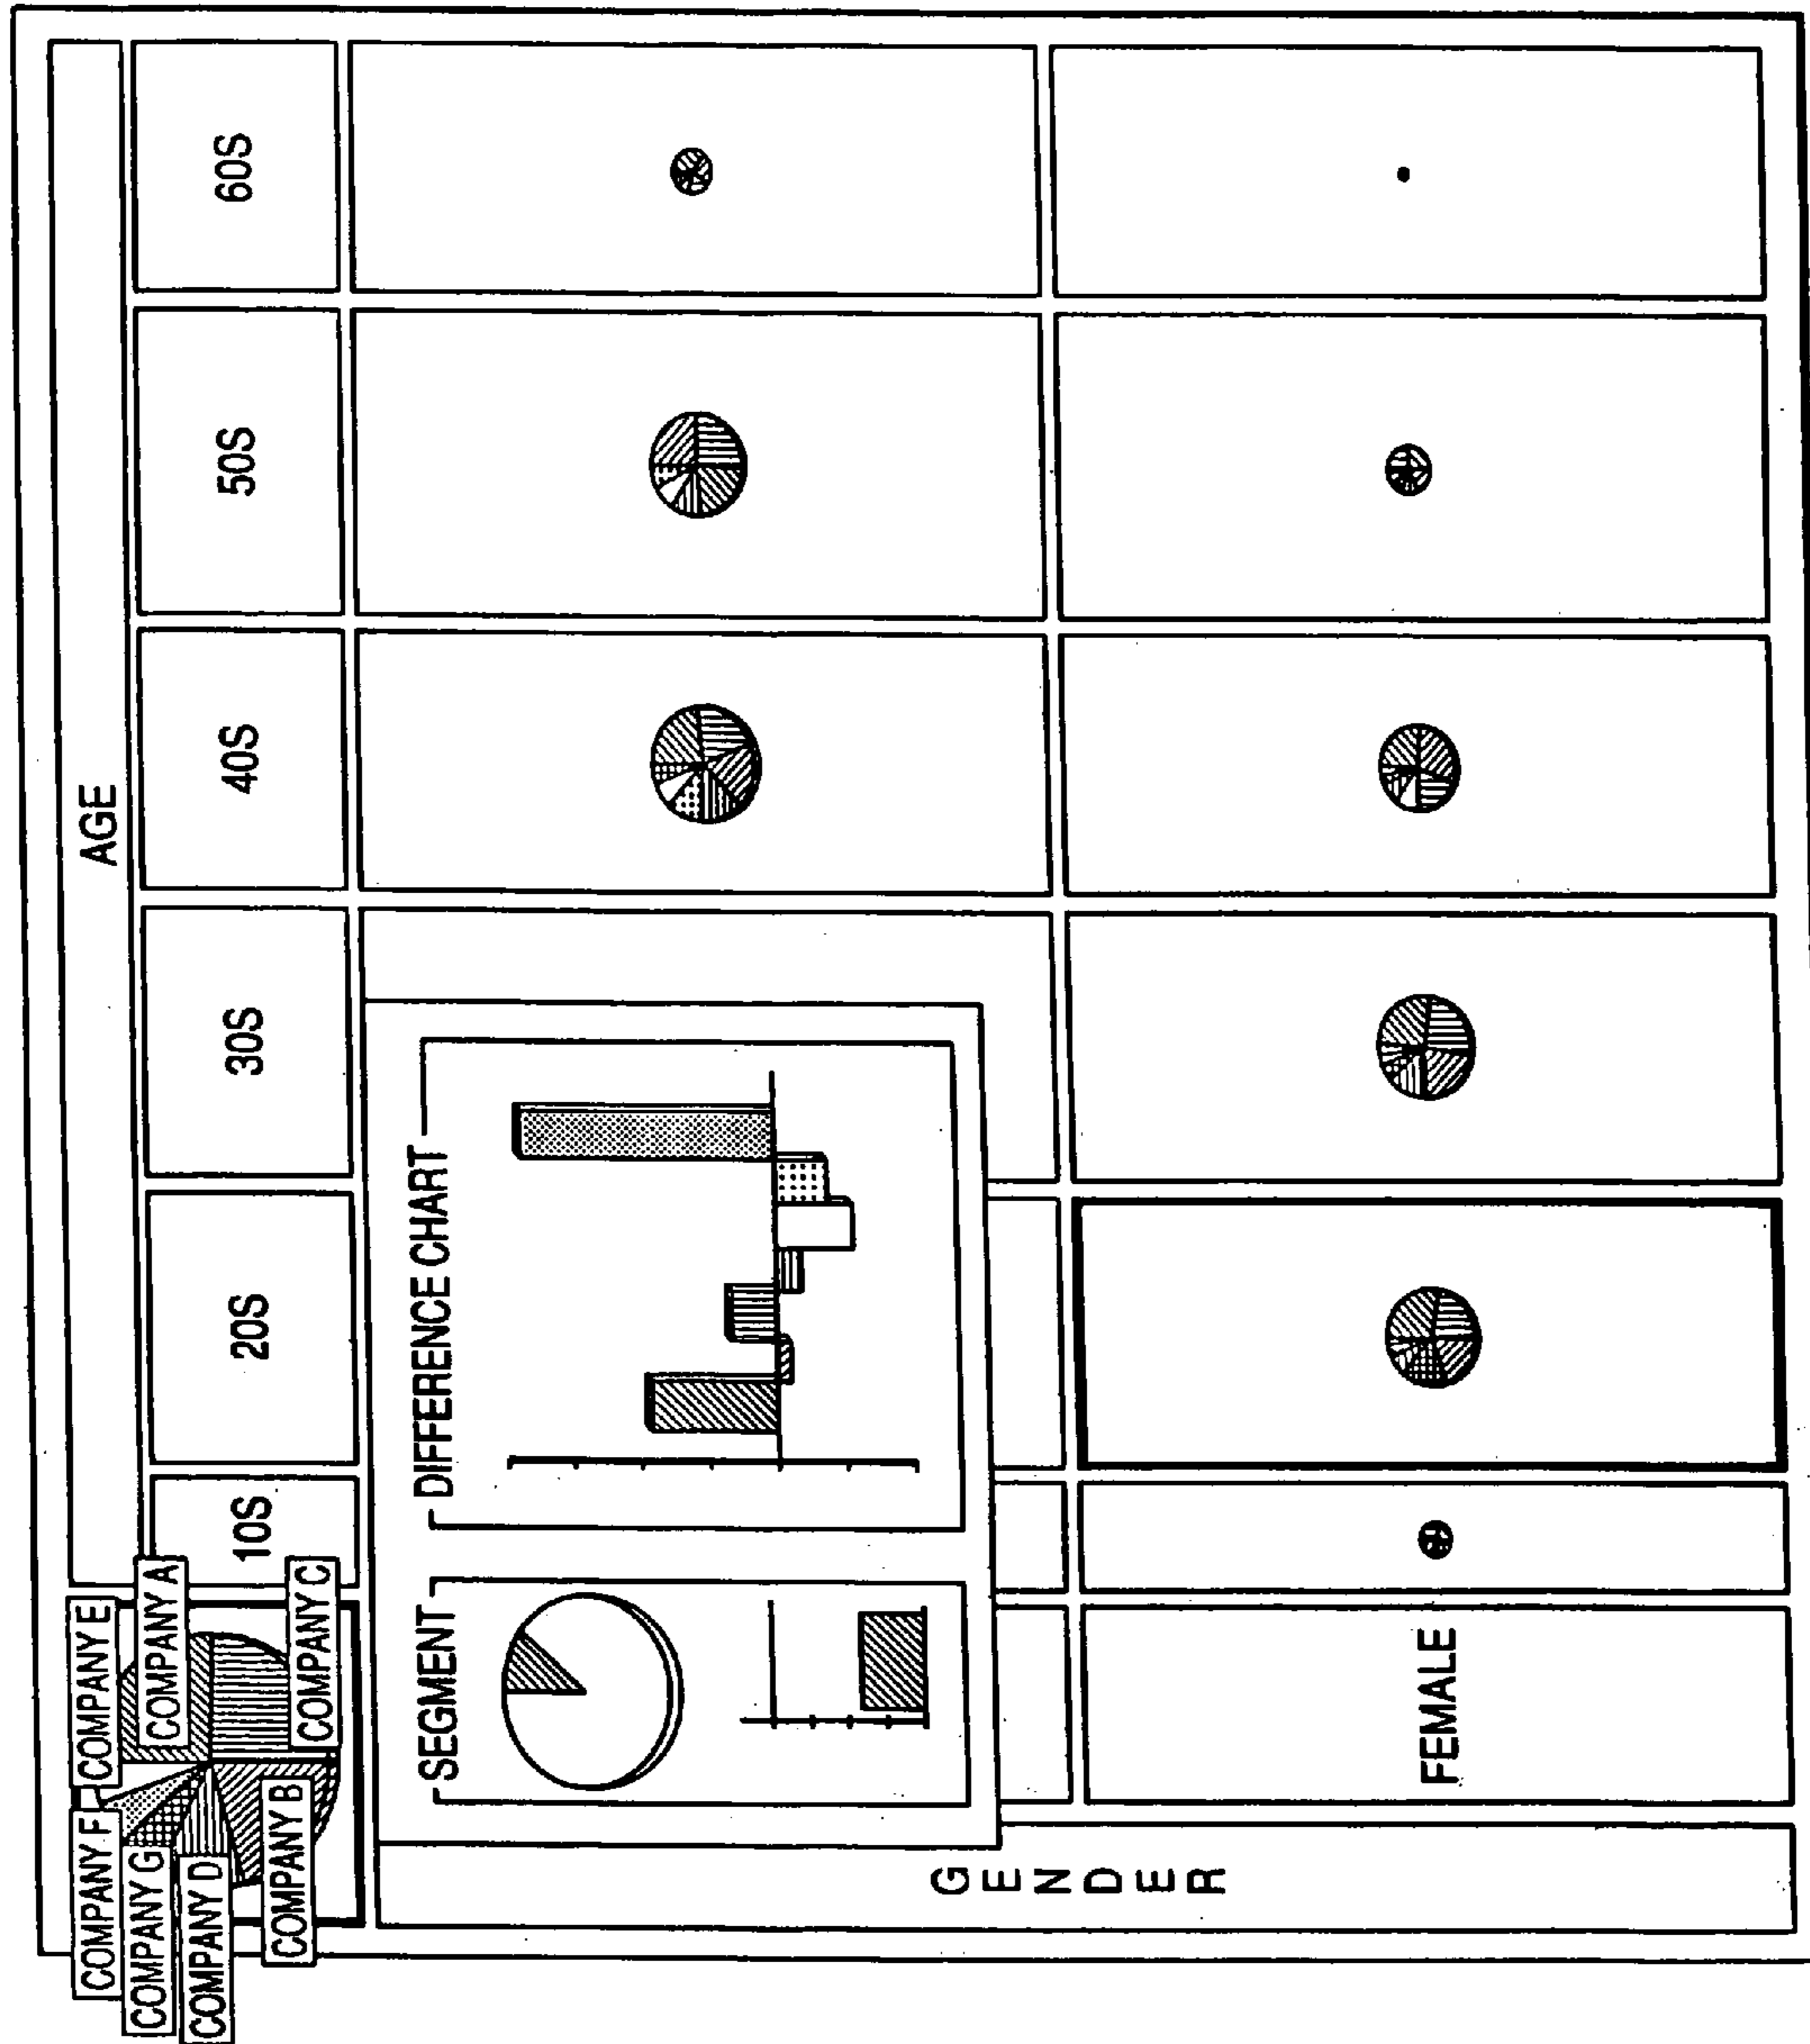 AGE
COMPANY F
COMPANY E
COMPANY G
COMPANY A
COMPANY D
COMPANY B
COMPANY C
10S
20S
30S
40S
50S
60S
SEGMENT
DIFFERENCE CHART
GENDER
FEMALE